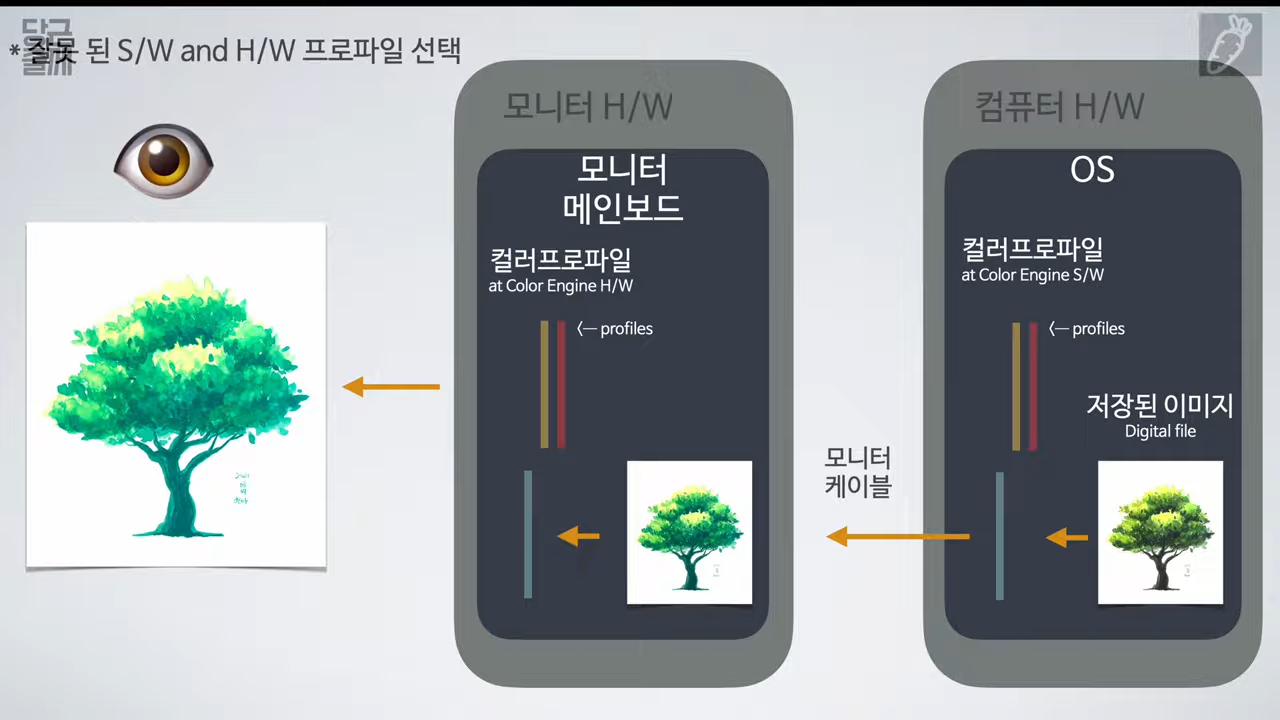 * 잘못 된 S/W and H/W 프로파일 선택
모니터 H/W
모니터
메인보드
컬러프로파일
at Color Engine H/W
<— profiles
모니터
케이블
컴퓨터 H/W
OS
컬러프로파일
at Color Engine S/W
<— profiles
저장된 이미지
Digital file